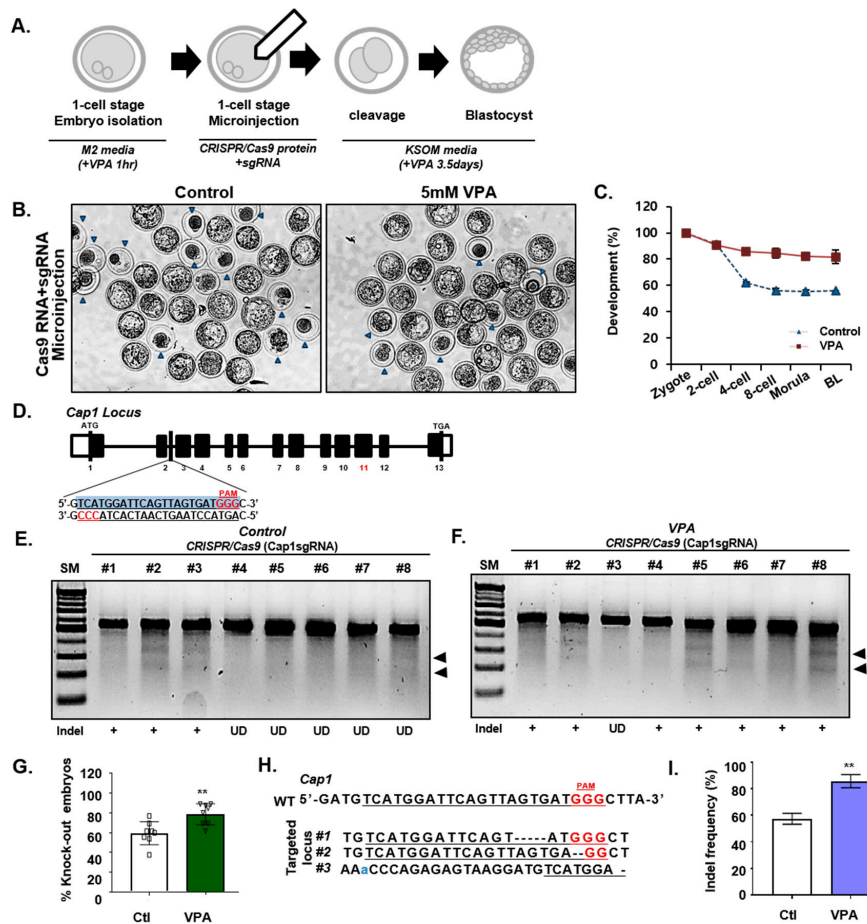 A.
1-cell stage
Embryo isolation
1-cell stage
Microinjection
cleavage
Blastocyst
M2 media
(+VPA 1hr)
CRISPR/Cas9 protein
+sgRNA
KSOM media
(+VPA 3.5days)
B.
Control
5mM VPA
Cas9 RNA+sgRNA
Microinjection
C.
Development (%)
120
100
80
60
40
20
0
Control
VPA
Zygote
2-cell
4-cell
8-cell
Morula
BL
D.
Cap1 Locus
ATG
TGA
1 2 3 4 5 6 7 8 9 10 11 12 13
PAM
5'-GTCATGGATTCAGTTAGTGATGGGC-3'
3'-GCCCATCACTAACTGAATCCATGAC-5'
E.
Control
CRISPR/Cas9 (Cap1sgRNA)
SM #1 #2 #3 #4 #5 #6 #7 #8
Indel + + + UD UD UD UD UD
F.
VPA
CRISPR/Cas9 (Cap1sgRNA)
SM #1 #2 #3 #4 #5 #6 #7 #8
Indel + + UD + + + + +
G.
% Knock-out embryos
120
100
80
60
40
20
0
**
Ctl
VPA
H.
Cap1
PAM
WT 5'-GATGTCATGGATTCAGTTAGTGATGGGCTTA-3'
Targeted
locus
#1 TGTCATGGATTCAGT-----ATGGGCT
#2 TGTCATGGATTCAGTTAGTGA--GGCT
#3 AAaCCCAGAGAGTAAGGATGTCATGGA -
I.
Indel frequency (%)
100
80
60
40
20
0
**
Ctl
VPA